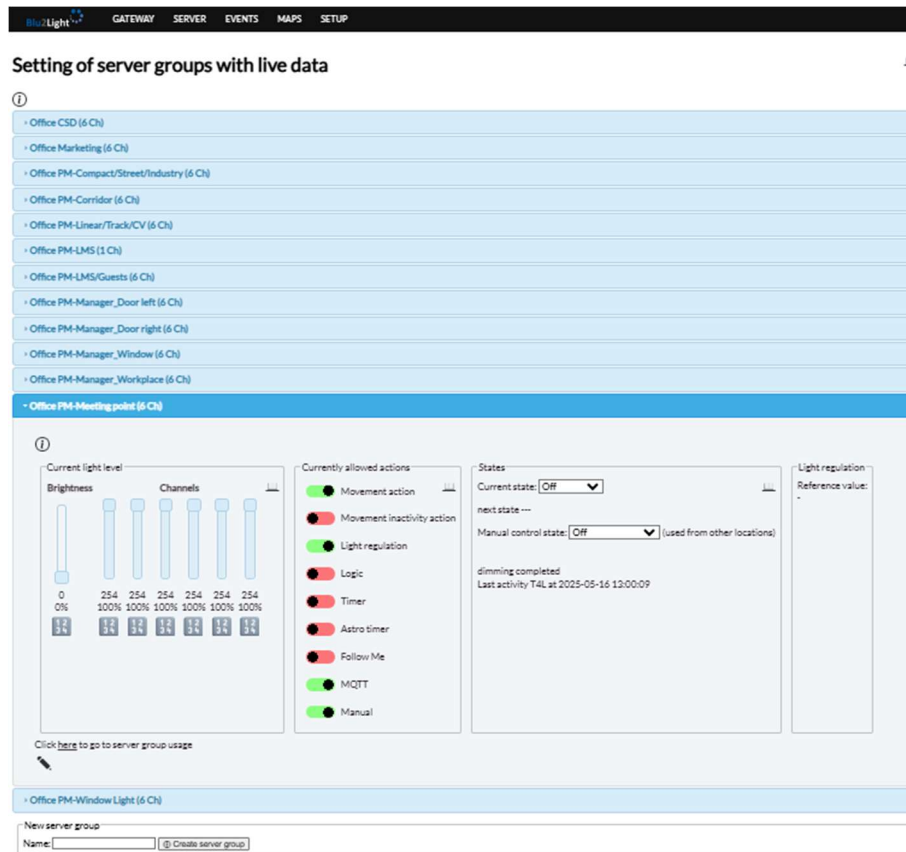 Blu2Light GATEWAY SERVER EVENTS MAPS SETUP
Setting of server groups with live data
Office CSD (6 Ch)
Office Marketing (6 Ch)
Office PM-Compact/Street/Industry (6 Ch)
Office PM-Corridor (6 Ch)
Office PM-Linear/Track/CV (6 Ch)
Office PM-LMS (1 Ch)
Office PM-LMS/Guests (6 Ch)
Office PM-Manager_Door left (6 Ch)
Office PM-Manager_Door right (6 Ch)
Office PM-Manager_Window (6 Ch)
Office PM-Manager_Workplace (6 Ch)
Office PM-Meeting point (6 Ch)
Current light level
Brightness Channels
0 254 254 254 254 254 254
0% 100% 100% 100% 100% 100% 100%
Currently allowed actions
Movement action
Movement inactivity action
Light regulation
Logic
Timer
Astro timer
Follow Me
MQTT
Manual
States
Current state: Off
next state ---
Manual control state: Off (used from other locations)
dimming completed
Last activity T4L at 2025-05-16 13:00:09
Light regulation
Reference value:
-
Click here to go to server group usage
Office PM-Window Light (6 Ch)
New server group
Name: Create server group